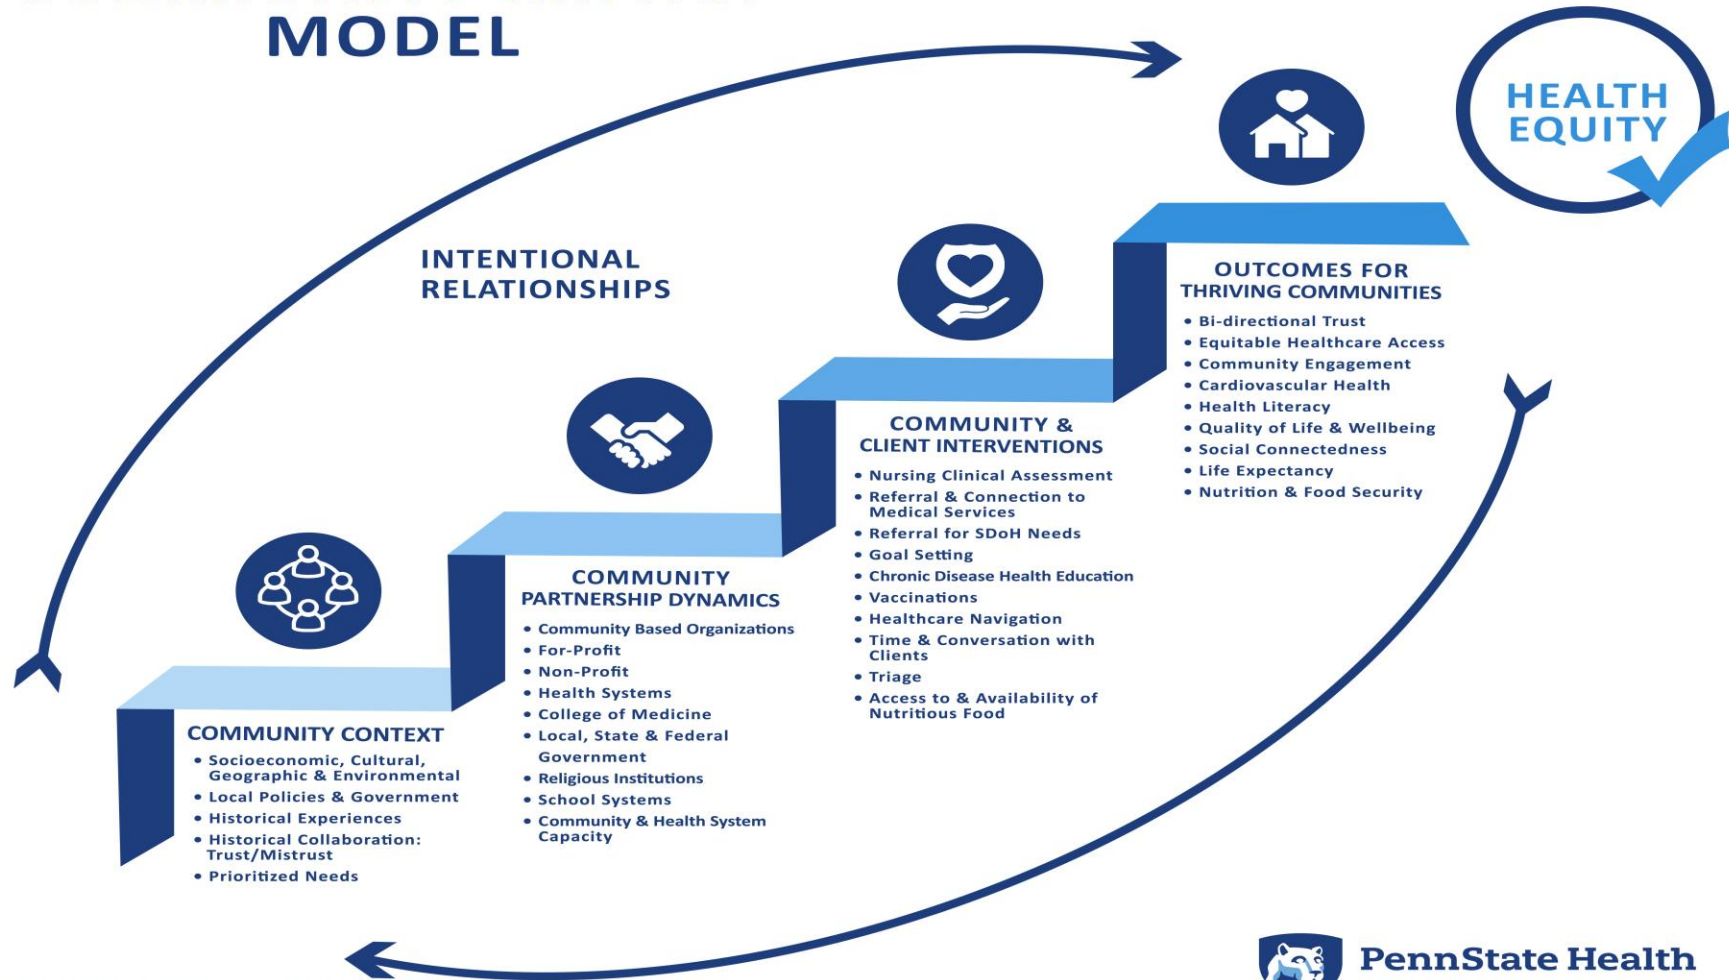 MODEL
HEALTH
EQUITY
INTENTIONAL
RELATIONSHIPS
COMMUNITY CONTEXT
• Socioeconomic, Cultural,
Geographic & Environmental
• Local Policies & Government
• Historical Experiences
• Historical Collaboration:
Trust/Mistrust
• Prioritized Needs
COMMUNITY
PARTNERSHIP DYNAMICS
• Community Based Organizations
• For-Profit
• Non-Profit
• Health Systems
• College of Medicine
• Local, State & Federal
Government
• Religious Institutions
• School Systems
• Community & Health System
Capacity
COMMUNITY &
CLIENT INTERVENTIONS
• Nursing Clinical Assessment
• Referral & Connection to
Medical Services
• Referral for SDoH Needs
• Goal Setting
• Chronic Disease Health Education
• Vaccinations
• Healthcare Navigation
• Time & Conversation with
Clients
• Triage
• Access to & Availability of
Nutritious Food
OUTCOMES FOR
THRIVING COMMUNITIES
• Bi-directional Trust
• Equitable Healthcare Access
• Community Engagement
• Cardiovascular Health
• Health Literacy
• Quality of Life & Wellbeing
• Social Connectedness
• Life Expectancy
• Nutrition & Food Security
PennState Health